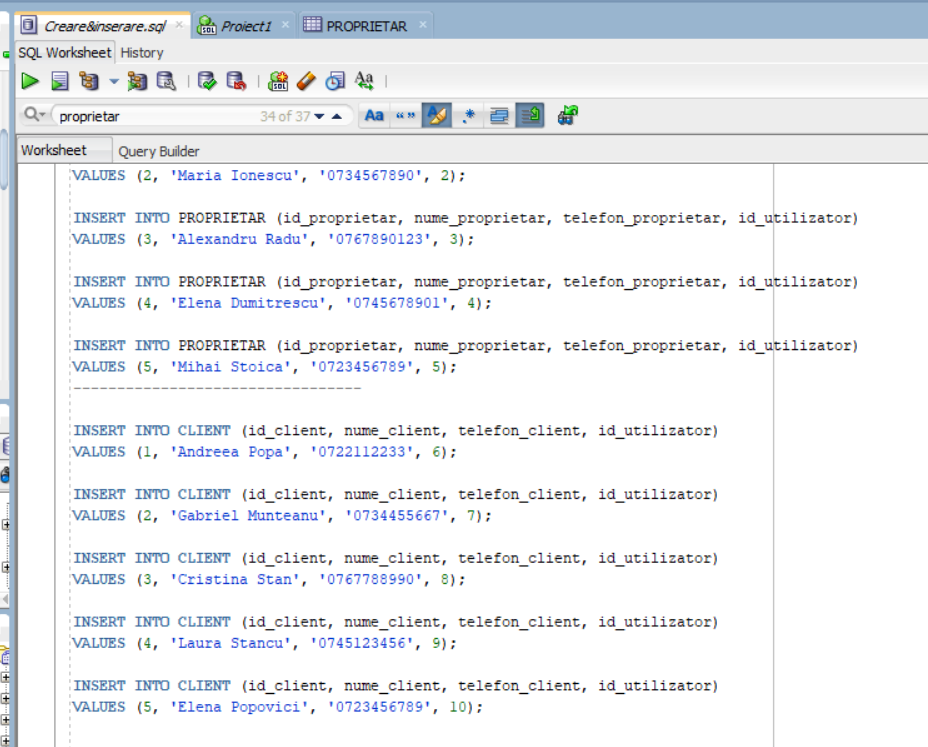 Creare&inserare.sql
Proiect1
PROPRIETAR
SQL Worksheet
History
Aa
proprietar
34 of 37
Aa
“”
.*
Worksheet
Query Builder
VALUES (2, 'Maria Ionescu', '0734567890', 2);
INSERT INTO PROPRIETAR (id_proprietar, nume_proprietar, telefon_proprietar, id_utilizator)
VALUES (3, 'Alexandru Radu', '0767890123', 3);
INSERT INTO PROPRIETAR (id_proprietar, nume_proprietar, telefon_proprietar, id_utilizator)
VALUES (4, 'Elena Dumitrescu', '0745678901', 4);
INSERT INTO PROPRIETAR (id_proprietar, nume_proprietar, telefon_proprietar, id_utilizator)
VALUES (5, 'Mihai Stoica', '0723456789', 5);
---------------------------------
INSERT INTO CLIENT (id_client, nume_client, telefon_client, id_utilizator)
VALUES (1, 'Andreea Popa', '0722112233', 6);
INSERT INTO CLIENT (id_client, nume_client, telefon_client, id_utilizator)
VALUES (2, 'Gabriel Munteanu', '0734455667', 7);
INSERT INTO CLIENT (id_client, nume_client, telefon_client, id_utilizator)
VALUES (3, 'Cristina Stan', '0767788990', 8);
INSERT INTO CLIENT (id_client, nume_client, telefon_client, id_utilizator)
VALUES (4, 'Laura Stancu', '0745123456', 9);
INSERT INTO CLIENT (id_client, nume_client, telefon_client, id_utilizator)
VALUES (5, 'Elena Popovici', '0723456789', 10);